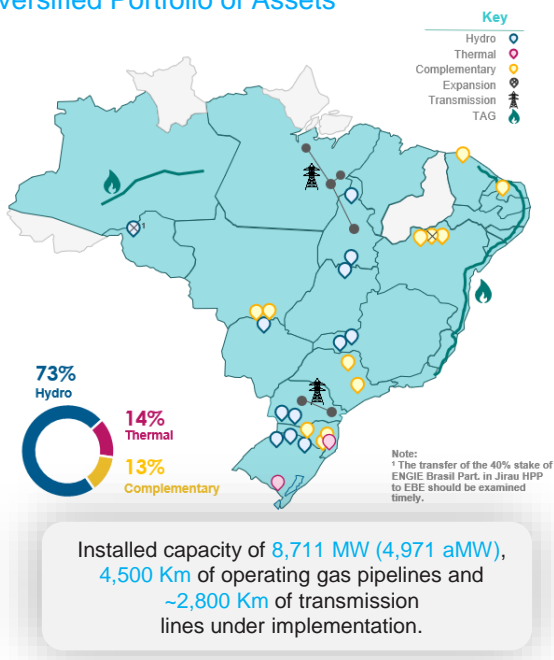 versified Portfolio of Assets
Key
Hydro
Thermal
Complementary
Expansion
Transmission
TAG
1
73%
Hydro
14%
Thermal
13%
Complementary
Note:
¹ The transfer of the 40% stake of
ENGIE Brasil Part. in Jirau HPP
to EBE should be examined
timely.
Installed capacity of 8,711 MW (4,971 aMW),
4,500 Km of operating gas pipelines and
~2,800 Km of transmission
lines under implementation.